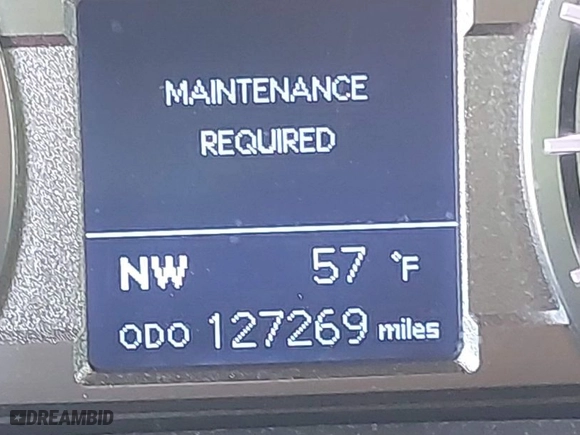 MAINTENANCE
REQUIRED
NW 57 °F
ODO 127269 miles
DREAMBID